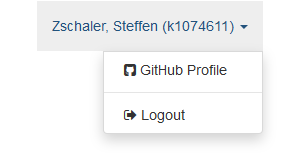 Zschaler, Steffen (k1074611)
GitHub Profile
Logout